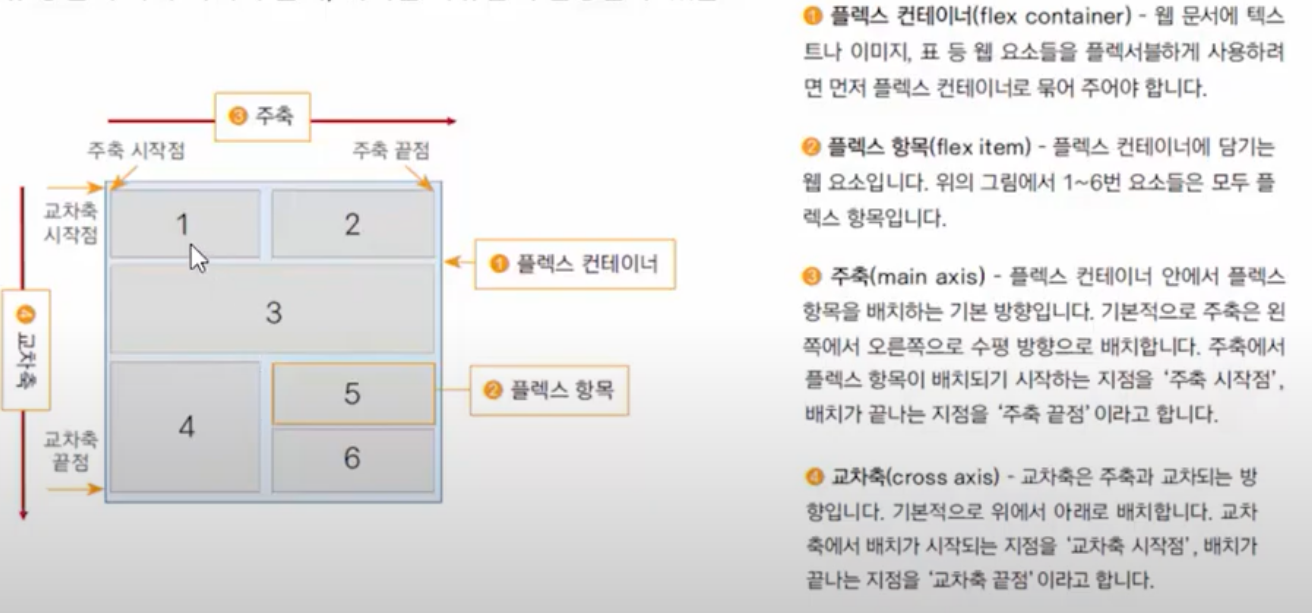 ③ 주축
주축 시작점
주축 끝점
교차축
시작점
1
2
① 플렉스 컨테이너
3
④ 교차축
5
② 플렉스 항목
4
교차축
끝점
6
① 플렉스 컨테이너(flex container) - 웹 문서에 텍스
트나 이미지, 표 등 웹 요소들을 플렉서블하게 사용하려
면 먼저 플렉스 컨테이너로 묶어 주어야 합니다.
② 플렉스 항목(flex item) - 플렉스 컨테이너에 담기는
웹 요소입니다. 위의 그림에서 1~6번 요소들은 모두 플
렉스 항목입니다.
③ 주축(main axis) - 플렉스 컨테이너 안에서 플렉스
항목을 배치하는 기본 방향입니다. 기본적으로 주축은 왼
쪽에서 오른쪽으로 수평 방향으로 배치합니다. 주축에서
플렉스 항목이 배치되기 시작하는 지점을 ‘주축 시작점’,
배치가 끝나는 지점을 ‘주축 끝점’이라고 합니다.
④ 교차축(cross axis) - 교차축은 주축과 교차되는 방
향입니다. 기본적으로 위에서 아래로 배치합니다. 교차
축에서 배치가 시작되는 지점을 ‘교차축 시작점’, 배치가
끝나는 지점을 ‘교차축 끝점’이라고 합니다.